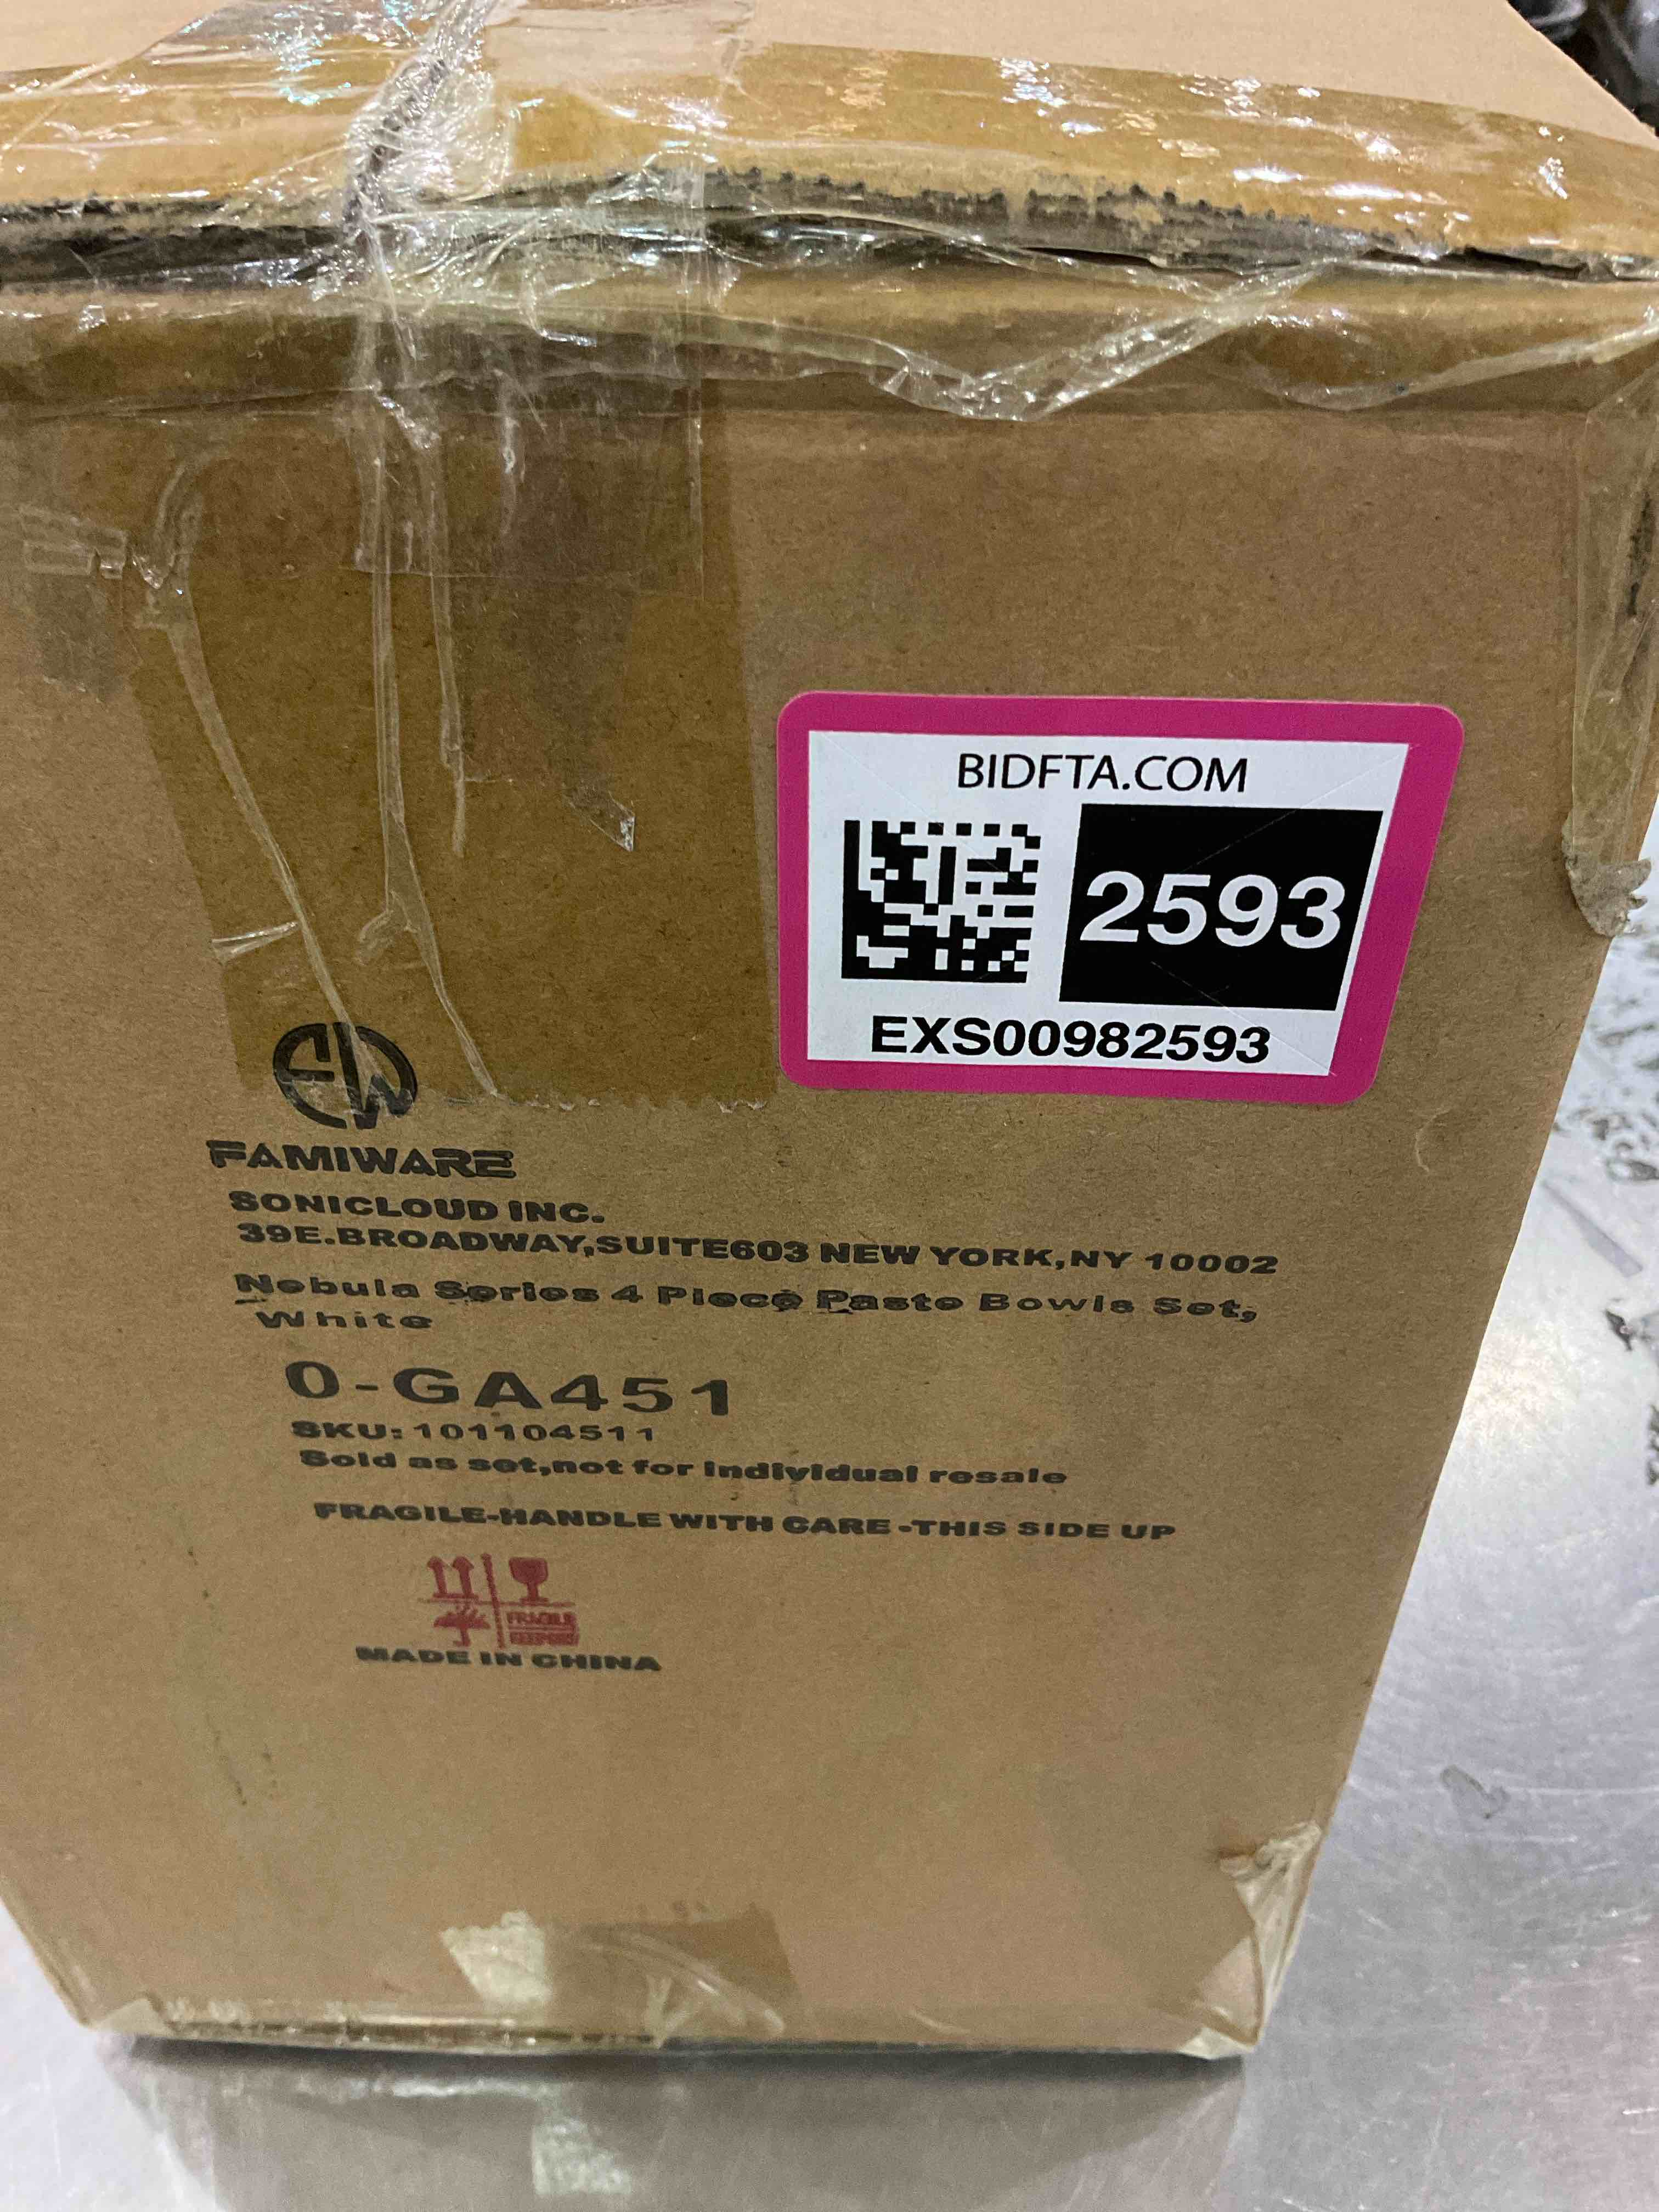 BIDFTA.COM
2593
EXS00982593
FW
FAMIWARE
SONICLOUD INC.
39E.BROADWAY,SUITE603 NEW YORK,NY 10002
Nebula Series 4 Piece Pasta Bowls Set,
White
0-GA451
SKU: 101104511
Sold as set,not for individual resale
FRAGILE-HANDLE WITH CARE-THIS SIDE UP
FRAGILE
MADE IN CHINA